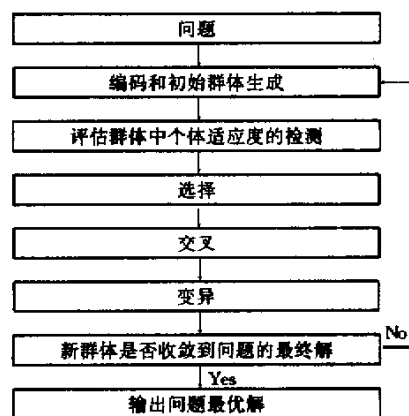 问题
编码和初始群体生成
评估群体中个体适应度的检测
选择
交叉
变异
新群体是否收敛到问题的最终解
No
Yes
输出问题最优解